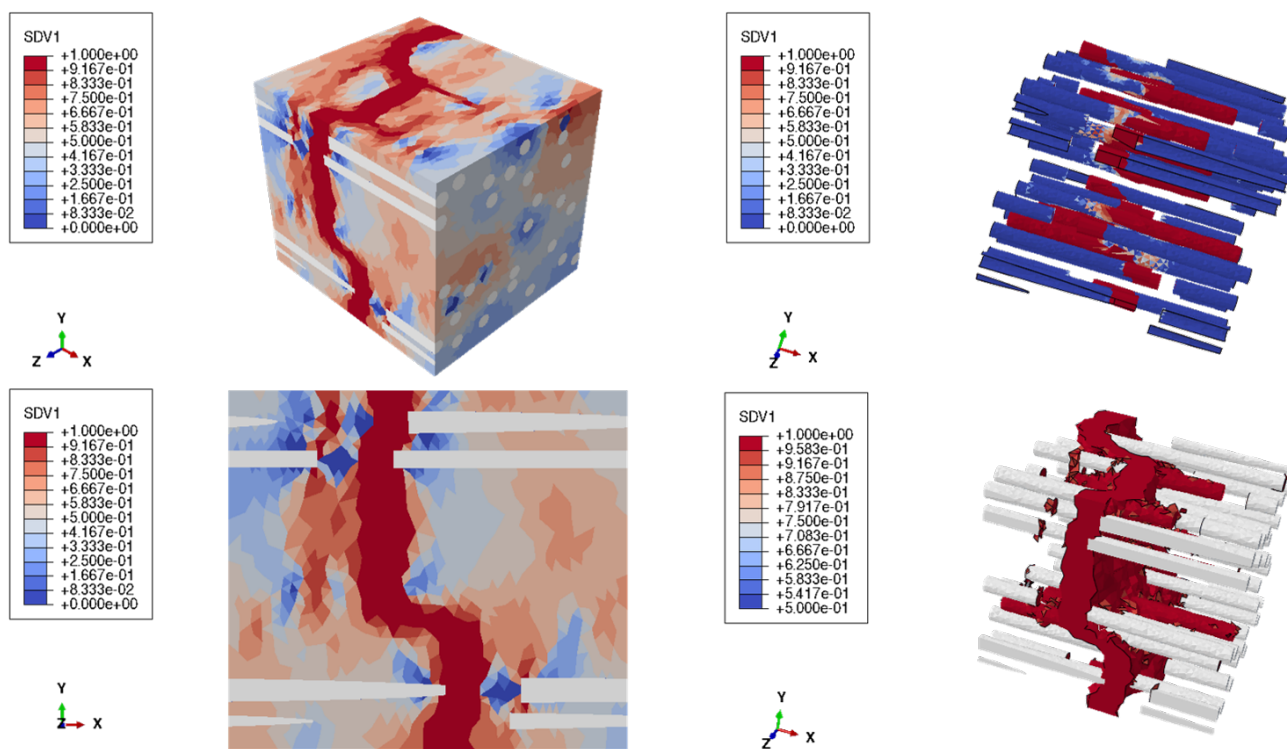 SDV1
+1.000e+00
+9.167e-01
+8.333e-01
+7.500e-01
+6.667e-01
+5.833e-01
+5.000e-01
+4.167e-01
+3.333e-01
+2.500e-01
+1.667e-01
+8.333e-02
+0.000e+00
Y
Z
X
SDV1
+1.000e+00
+9.167e-01
+8.333e-01
+7.500e-01
+6.667e-01
+5.833e-01
+5.000e-01
+4.167e-01
+3.333e-01
+2.500e-01
+1.667e-01
+8.333e-02
+0.000e+00
Y
Z
X
SDV1
+1.000e+00
+9.167e-01
+8.333e-01
+7.500e-01
+6.667e-01
+5.833e-01
+5.000e-01
+4.167e-01
+3.333e-01
+2.500e-01
+1.667e-01
+8.333e-02
+0.000e+00
Y
Z
X
SDV1
+1.000e+00
+9.583e-01
+9.167e-01
+8.750e-01
+8.333e-01
+7.917e-01
+7.500e-01
+7.083e-01
+6.667e-01
+6.250e-01
+5.833e-01
+5.417e-01
+5.000e-01
Y
Z
X